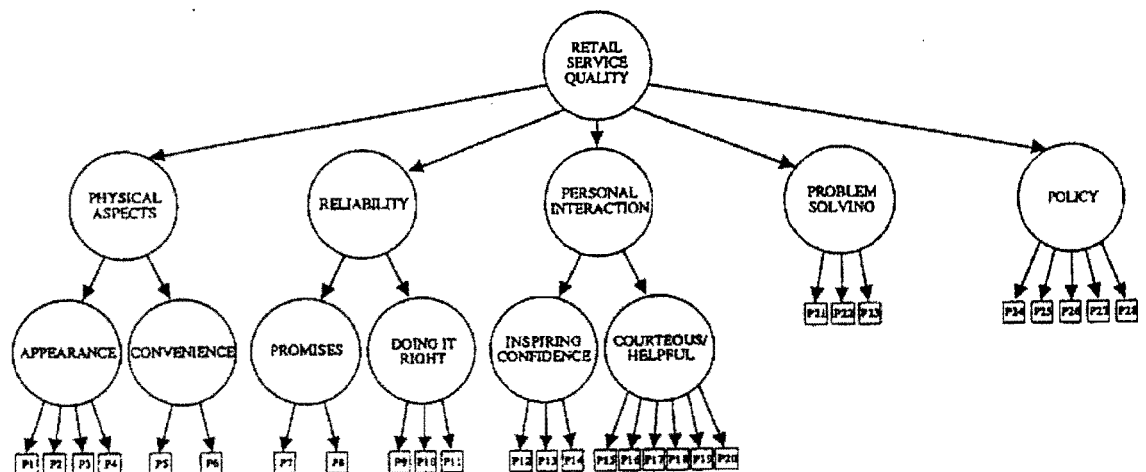 RETAIL
SERVICE
QUALITY
PHYSICAL
ASPECTS
RELIABILITY
PERSONAL
INTERACTION
PROBLEM
SOLVING
POLICY
P21 P22 P23
P24 P25 P26 P27 P28
APPEARANCE
CONVENIENCE
PROMISES
DOING IT
RIGHT
INSPIRING
CONFIDENCE
COURTEOUS/
HELPFUL
P1 P2 P3 P4 P5 P6 P7 P8 P9 P10 P11 P12 P13 P14 P15 P16 P17 P18 P19 P20